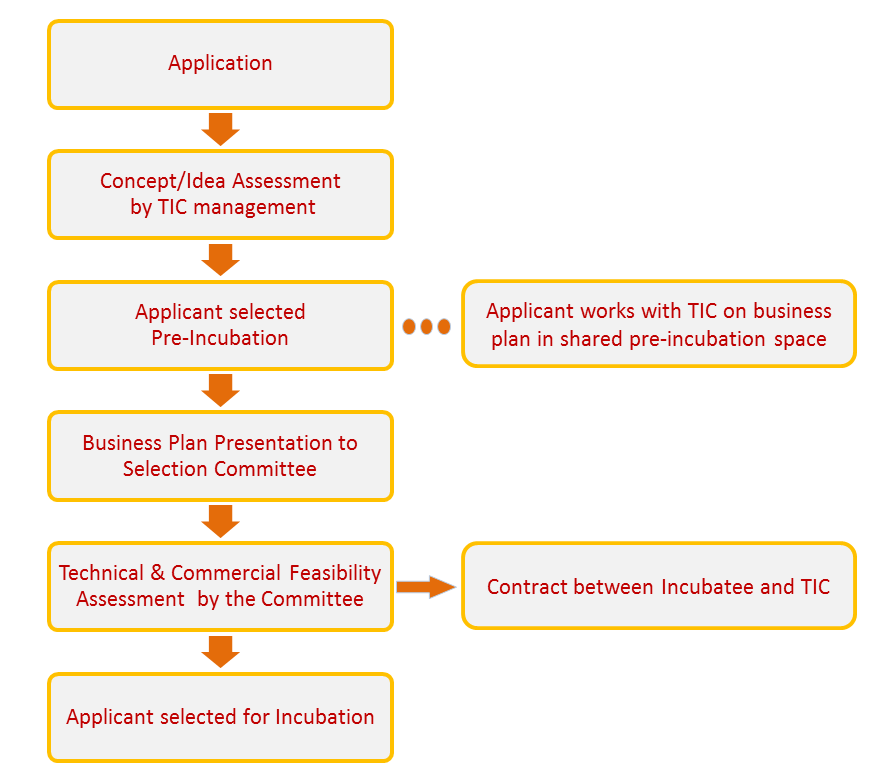 Application
Concept/Idea Assessment
by TIC management
Applicant selected
Pre-Incubation
Applicant works with TIC on business
plan in shared pre-incubation space
Business Plan Presentation to
Selection Committee
Technical & Commercial Feasibility
Assessment by the Committee
Contract between Incubatee and TIC
Applicant selected for Incubation